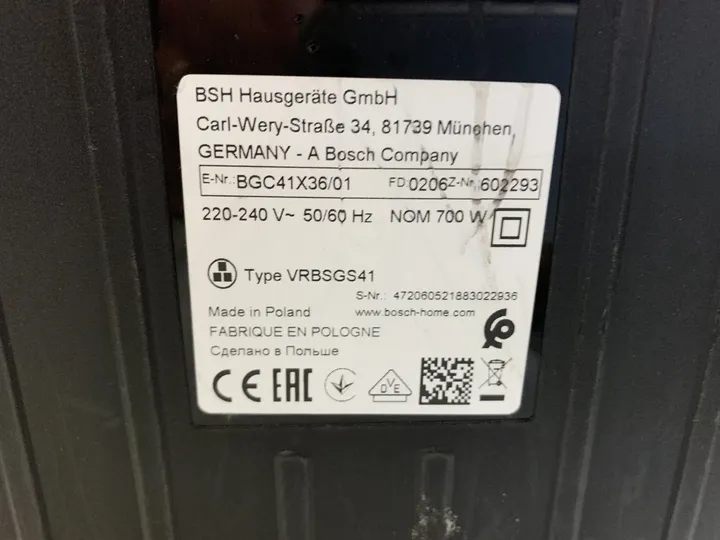 BSH Hausgeräte GmbH
Carl-Wery-Straße 34, 81739 München,
GERMANY - A Bosch Company
E-Nr.: BGC41X36/01 FD: 0206 Z-Nr.: 602293
220-240 V~ 50/60 Hz NOM 700 W
Type VRBSGS41
S-Nr.: 472060521883022936
Made in Poland www.bosch-home.com
FABRIQUE EN POLOGNE
Сделано в Польше
CE EAC VDE